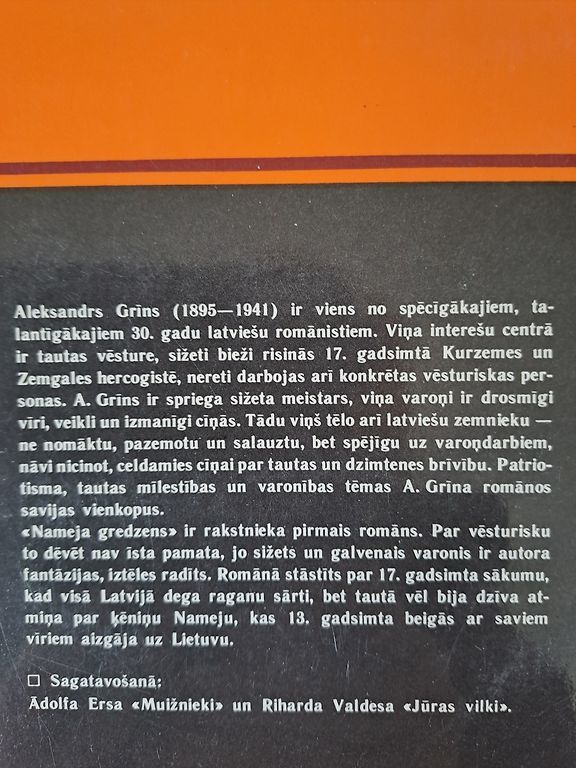 Aleksandrs Grīns (1895—1941) ir viens no spēcīgākajiem, ta-
lantīgākajiem 30. gadu latviešu romānistiem. Viņa interešu centrā
ir tautas vēsture, sižeti bieži risinās 17. gadsimtā Kurzemes un
Zemgales hercogistē, nereti darbojas arī konkrētas vēsturiskas per-
sonas. A. Grīns ir spriega sižeta meistars, viņa varoņi ir drosmīgi
vīri, veikli un izmanīgi cīņās. Tādu viņš tēlo arī latviešu zemnieku —
ne nomāktu, pazemotu un salauztu, bet spējīgu uz varoņdarbiem,
nāvi nicinot, celdamies cīņai par tautas un dzimtenes brīvību. Patrio-
tisma, tautas mīlestības un varonības tēmas A. Grīna romānos
savijas vienkopus.
«Nameja gredzens» ir rakstnieka pirmais romāns. Par vēsturisku
to dēvēt nav īsta pamata, jo sižets un galvenais varonis ir autora
fantāzijas, iztēles radīts. Romānā stāstīts par 17. gadsimta sākumu,
kad visā Latvijā dega raganu sārti, bet tautā vēl bija dzīva at-
miņa par ķēniņu Nameju, kas 13. gadsimta beigās ar saviem
vīriem aizgāja uz Lietuvu.
□ Sagatavošanā:
Ādolfa Ersa «Muižnieki» un Riharda Valdesa «Jūras vilki».